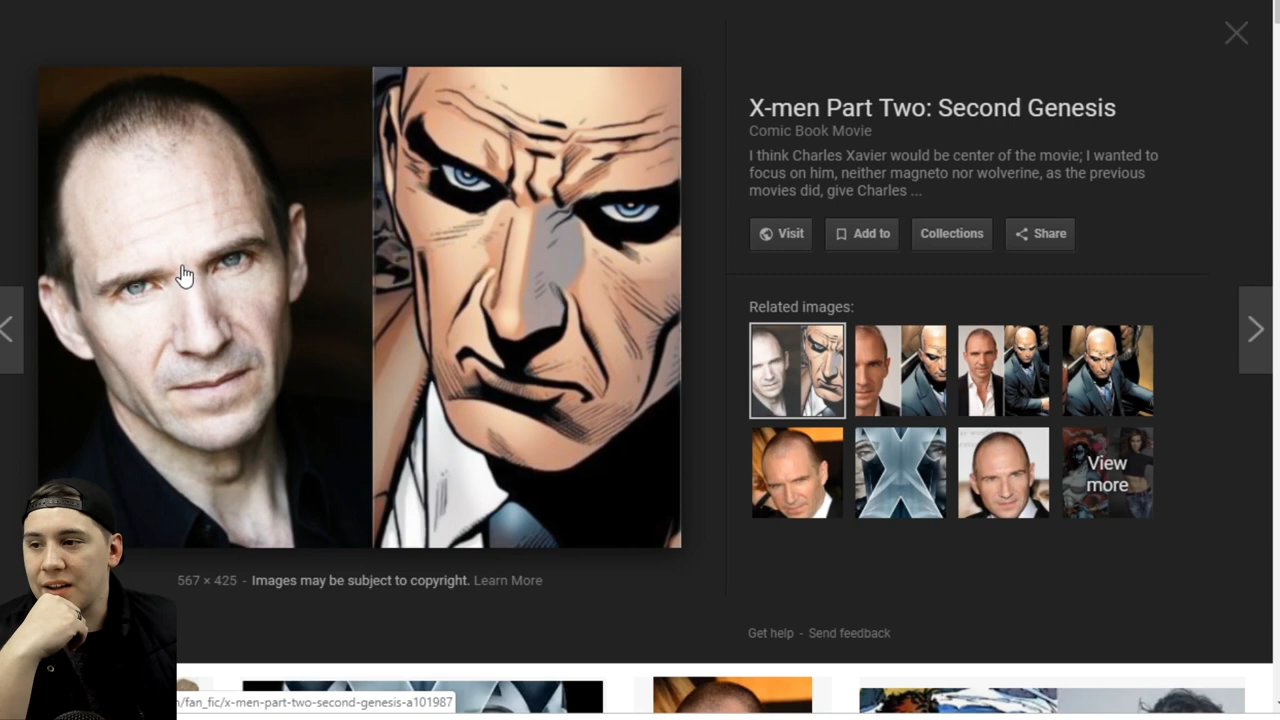 X-men Part Two: Second Genesis
Comic Book Movie
I think Charles Xavier would be center of the movie; I wanted to
focus on him, neither magneto nor wolverine, as the previous
movies did, give Charles ...
Visit
Add to
Collections
Share
Related images:
View
more
567 × 425 - Images may be subject to copyright. Learn More
Get help - Send feedback
/fan_fic/x-men-part-two-second-genesis-a101987